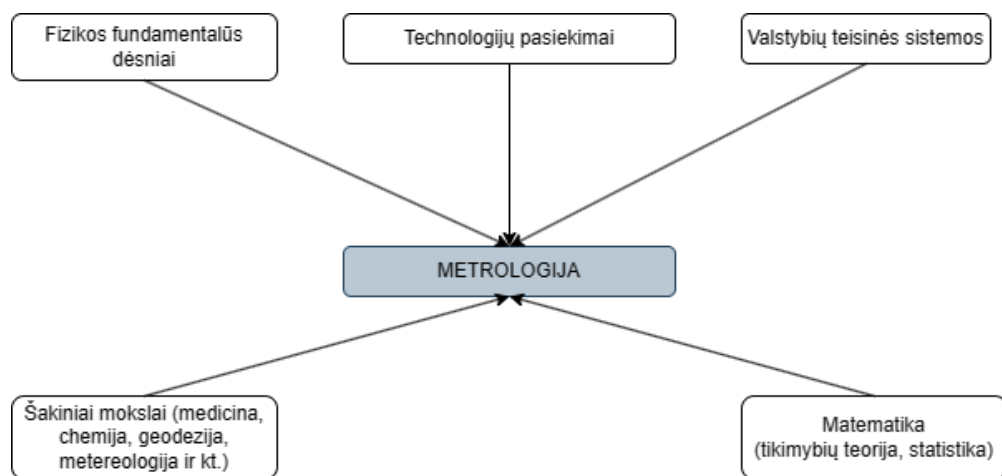 Fizikos fundamentalūs
dėsniai
Technologijų pasiekimai
Valstybių teisinės sistemos
METROLOGIJA
Šakiniai mokslai (medicina,
chemija, geodezija,
metereologija ir kt.)
Matematika
(tikimybių teorija, statistika)